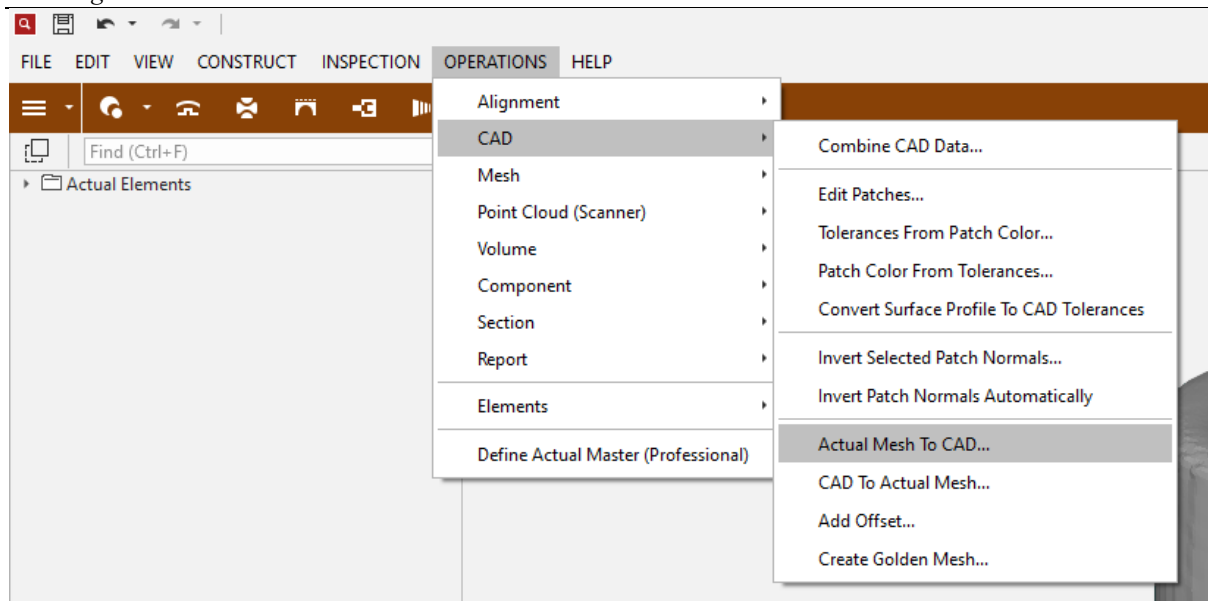 FILE EDIT VIEW CONSTRUCT INSPECTION OPERATIONS HELP
Find (Ctrl+F)
Actual Elements
Alignment
CAD
Mesh
Point Cloud (Scanner)
Volume
Component
Section
Report
Elements
Define Actual Master (Professional)
Combine CAD Data...
Edit Patches...
Tolerances From Patch Color...
Patch Color From Tolerances...
Convert Surface Profile To CAD Tolerances
Invert Selected Patch Normals...
Invert Patch Normals Automatically
Actual Mesh To CAD...
CAD To Actual Mesh...
Add Offset...
Create Golden Mesh...